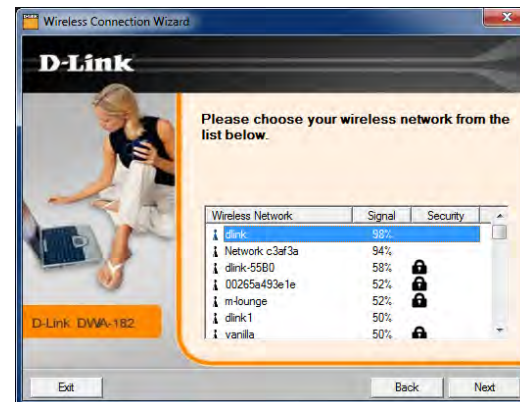 Wireless Connection Wizard
D-Link
Please choose your wireless network from the
list below.
Wireless Network Signal Security
dlink 98%
Network c3af3a 94%
dlink-55B0 58%
00265a493e1e 52%
m-lounge 52%
dlink1 50%
vanilla 50%
D-Link DWA-182
Exit Back Next